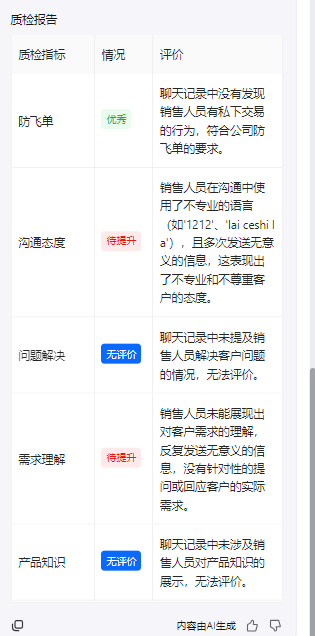 质检报告
质检指标 情况 评价
防飞单 优秀 聊天记录中没有发现
销售人员有私下交易
的行为，符合公司防
飞单的要求。
沟通态度 待提升 销售人员在沟通中使
用了不专业的语言
（如'1212'、'lai ceshi l
a'），且多次发送无意
义的信息，这表现出
了不专业和不尊重客
户的态度。
问题解决 无评价 聊天记录中未提及销
售人员解决客户问题
的情况，无法评价。
需求理解 待提升 销售人员未能展现出
对客户需求的理解，
反复发送无意义的信
息，没有针对性的提
问或回应客户的实际
需求。
产品知识 无评价 聊天记录中未涉及销
售人员对产品知识的
展示，无法评价。
内容由AI生成